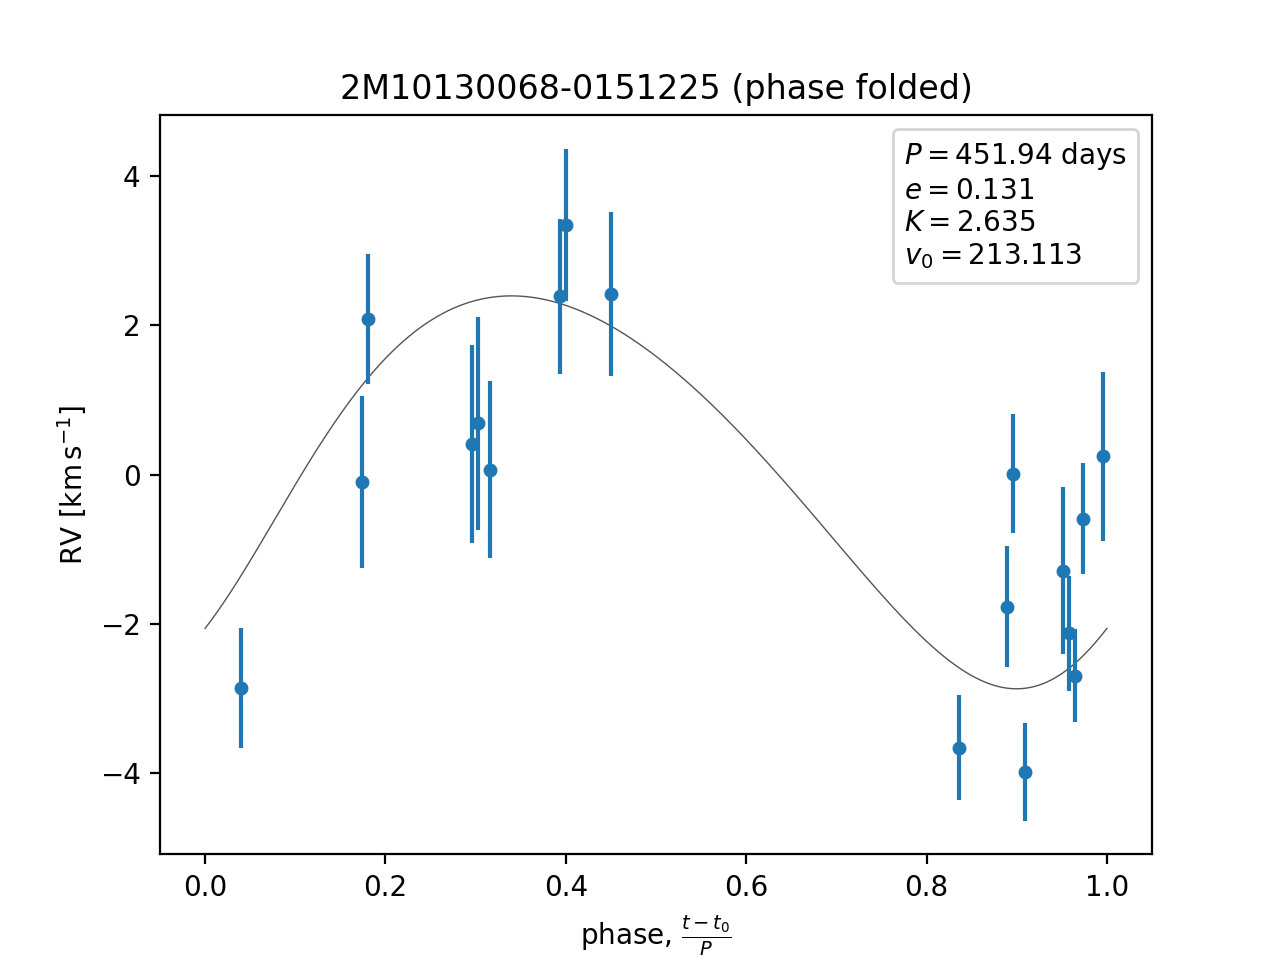 2M10130068-0151225 (phase folded)
P = 451.94 days
e = 0.131
K = 2.635
v₀ = 213.113
4
2
0
−2
−4
RV [km s⁻¹]
0.0 0.2 0.4 0.6 0.8 1.0
phase, (t − t₀)/P